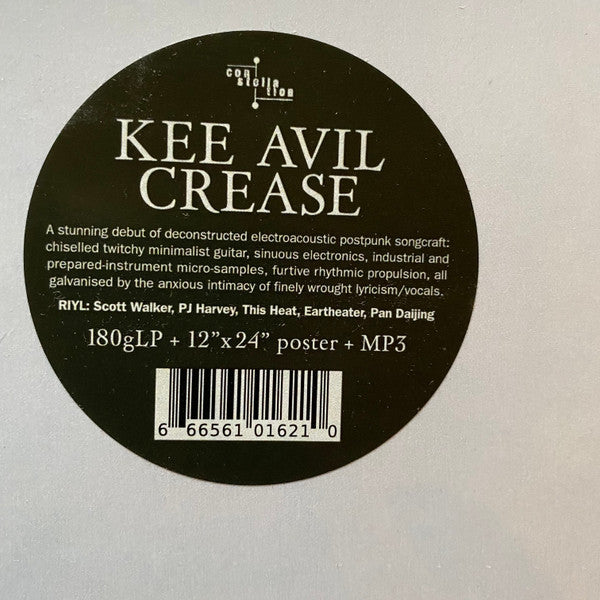 con
stella
tion
KEE AVIL
CREASE
A stunning debut of deconstructed electroacoustic postpunk songcraft:
chiselled twitchy minimalist guitar, sinuous electronics, industrial and
prepared-instrument micro-samples, furtive rhythmic propulsion, all
galvanised by the anxious intimacy of finely wrought lyricism/vocals.
RIYL: Scott Walker, PJ Harvey, This Heat, Eartheater, Pan Daijing
180gLP + 12”x24” poster + MP3
6 66561 01621 0